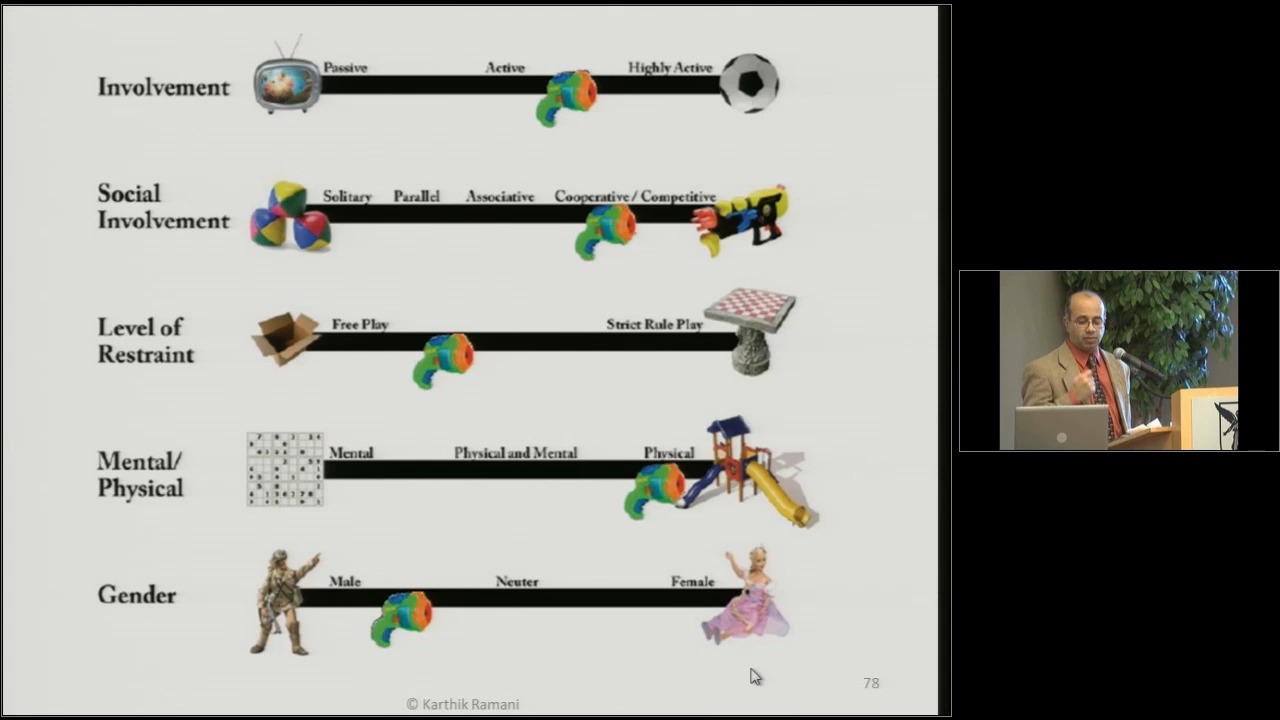 Involvement
Passive Active Highly Active
Social
Involvement
Solitary Parallel Associative Cooperative / Competitive
Level of
Restraint
Free Play Strict Rule Play
Mental/
Physical
Mental Physical and Mental Physical
Gender
Male Neuter Female
78
© Karthik Ramani